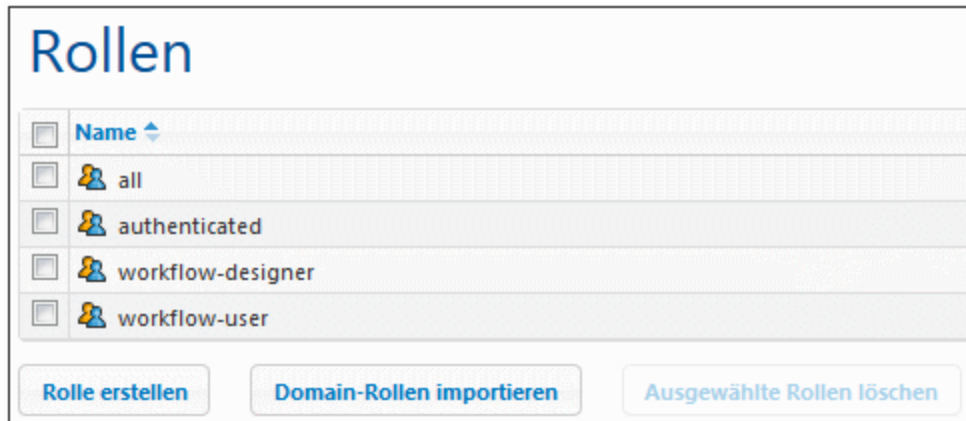 Rollen
Name
all
authenticated
workflow-designer
workflow-user
Rolle erstellen Domain-Rollen importieren Ausgewählte Rollen löschen